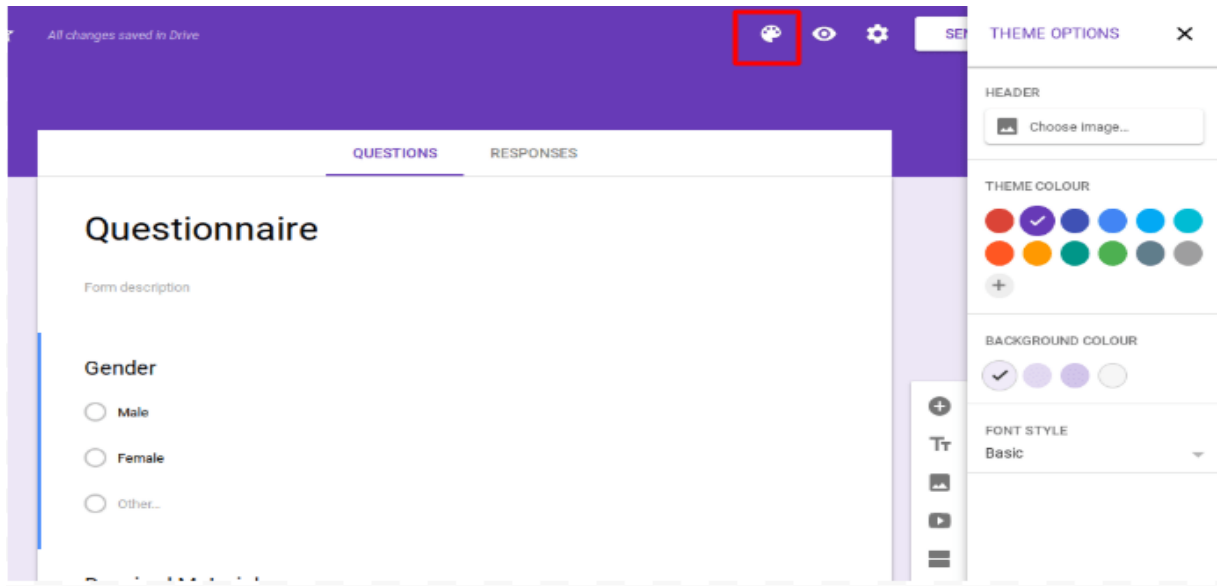 All changes saved in Drive
THEME OPTIONS
HEADER
Choose image...
QUESTIONS RESPONSES
THEME COLOUR
Questionnaire
Form description
BACKGROUND COLOUR
Gender
Male
Female
Other...
FONT STYLE
Basic
Tт